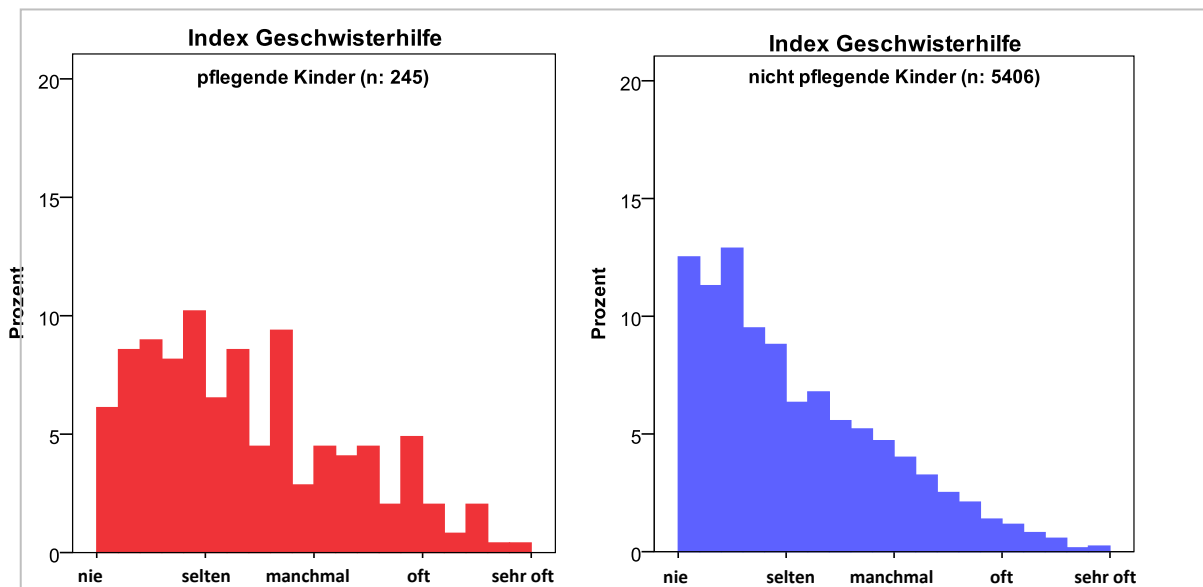 Index Geschwisterhilfe
pflegende Kinder (n: 245)
20
15
10
5
0
Prozent
nie selten manchmal oft sehr oft
Index Geschwisterhilfe
nicht pflegende Kinder (n: 5406)
20
15
10
5
0
Prozent
nie selten manchmal oft sehr oft